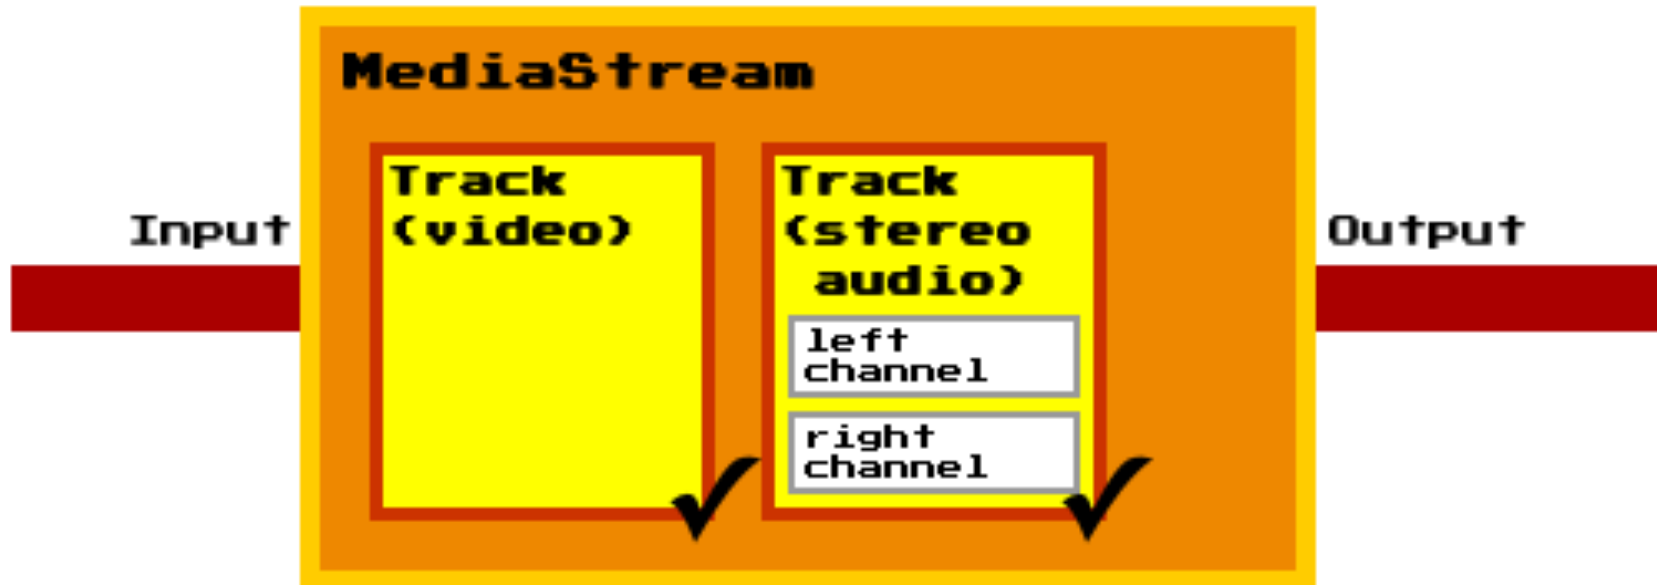 MediaStream
Input
Track
(video)
Track
(stereo
audio)
left
channel
right
channel
Output